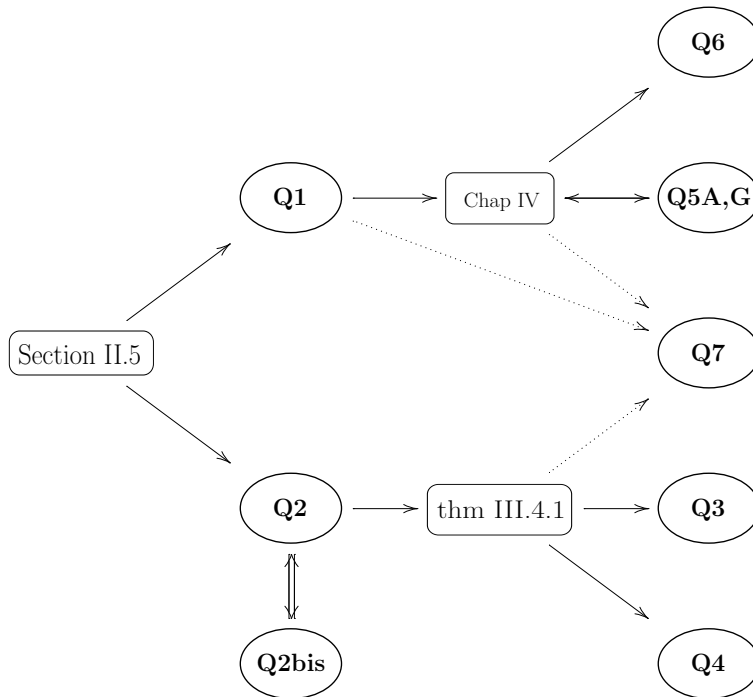 Q6
Q1
Chap IV
Q5A,G
Section II.5
Q7
Q2
thm III.4.1
Q3
Q2bis
Q4